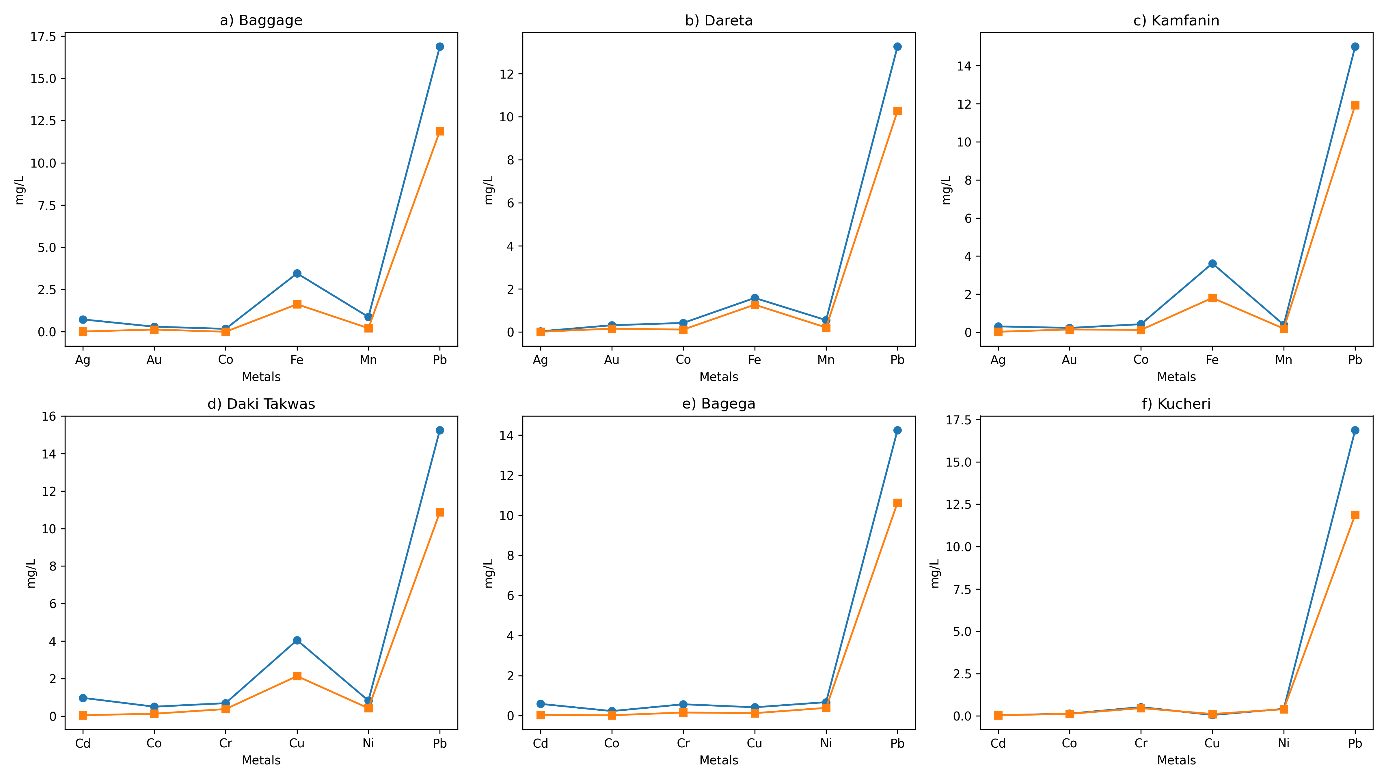 a) Baggage
17.5
15.0
12.5
10.0
7.5
5.0
2.5
0.0
mg/L
Ag Au Co Fe Mn Pb
Metals
b) Dareta
12
10
8
6
4
2
0
mg/L
Ag Au Co Fe Mn Pb
Metals
c) Kamfanin
14
12
10
8
6
4
2
0
mg/L
Ag Au Co Fe Mn Pb
Metals
d) Daki Takwas
16
14
12
10
8
6
4
2
0
mg/L
Cd Co Cr Cu Ni Pb
Metals
e) Bagega
14
12
10
8
6
4
2
0
mg/L
Cd Co Cr Cu Ni Pb
Metals
f) Kucheri
17.5
15.0
12.5
10.0
7.5
5.0
2.5
0.0
mg/L
Cd Co Cr Cu Ni Pb
Metals